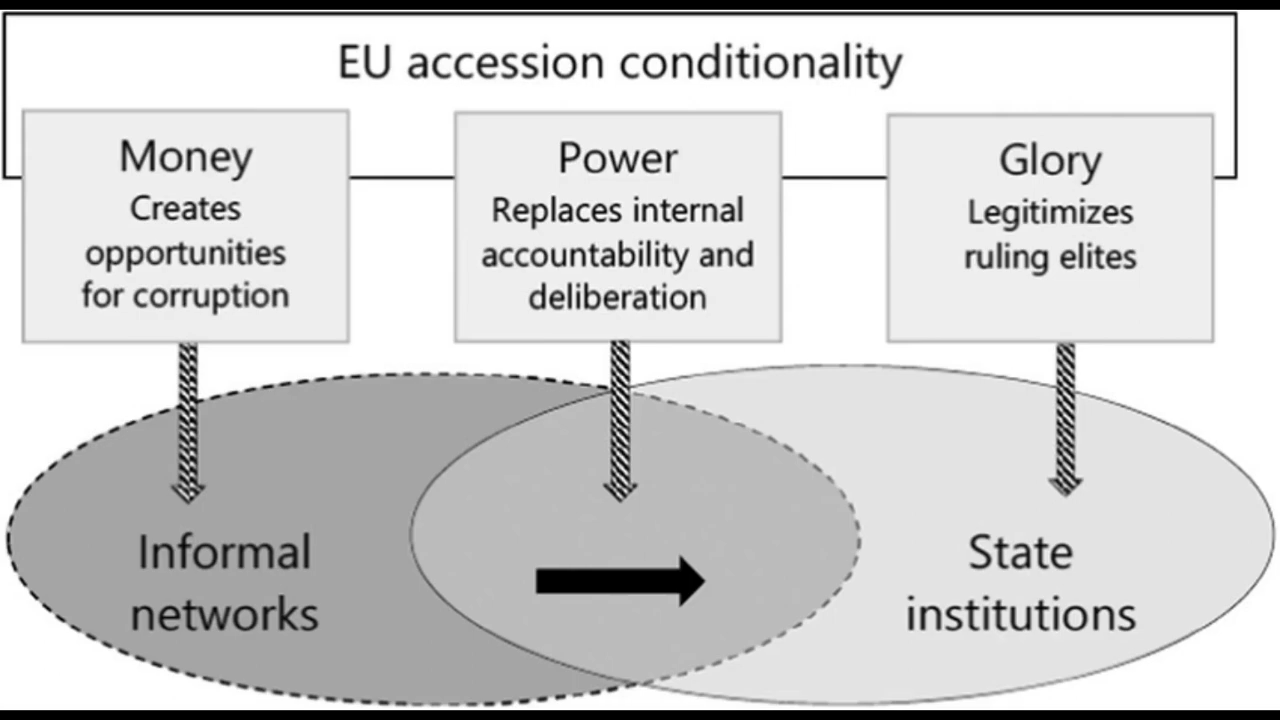 EU accession conditionality
Money
Creates
opportunities
for corruption
Power
Replaces internal
accountability and
deliberation
Glory
Legitimizes
ruling elites
Informal
networks
State
institutions